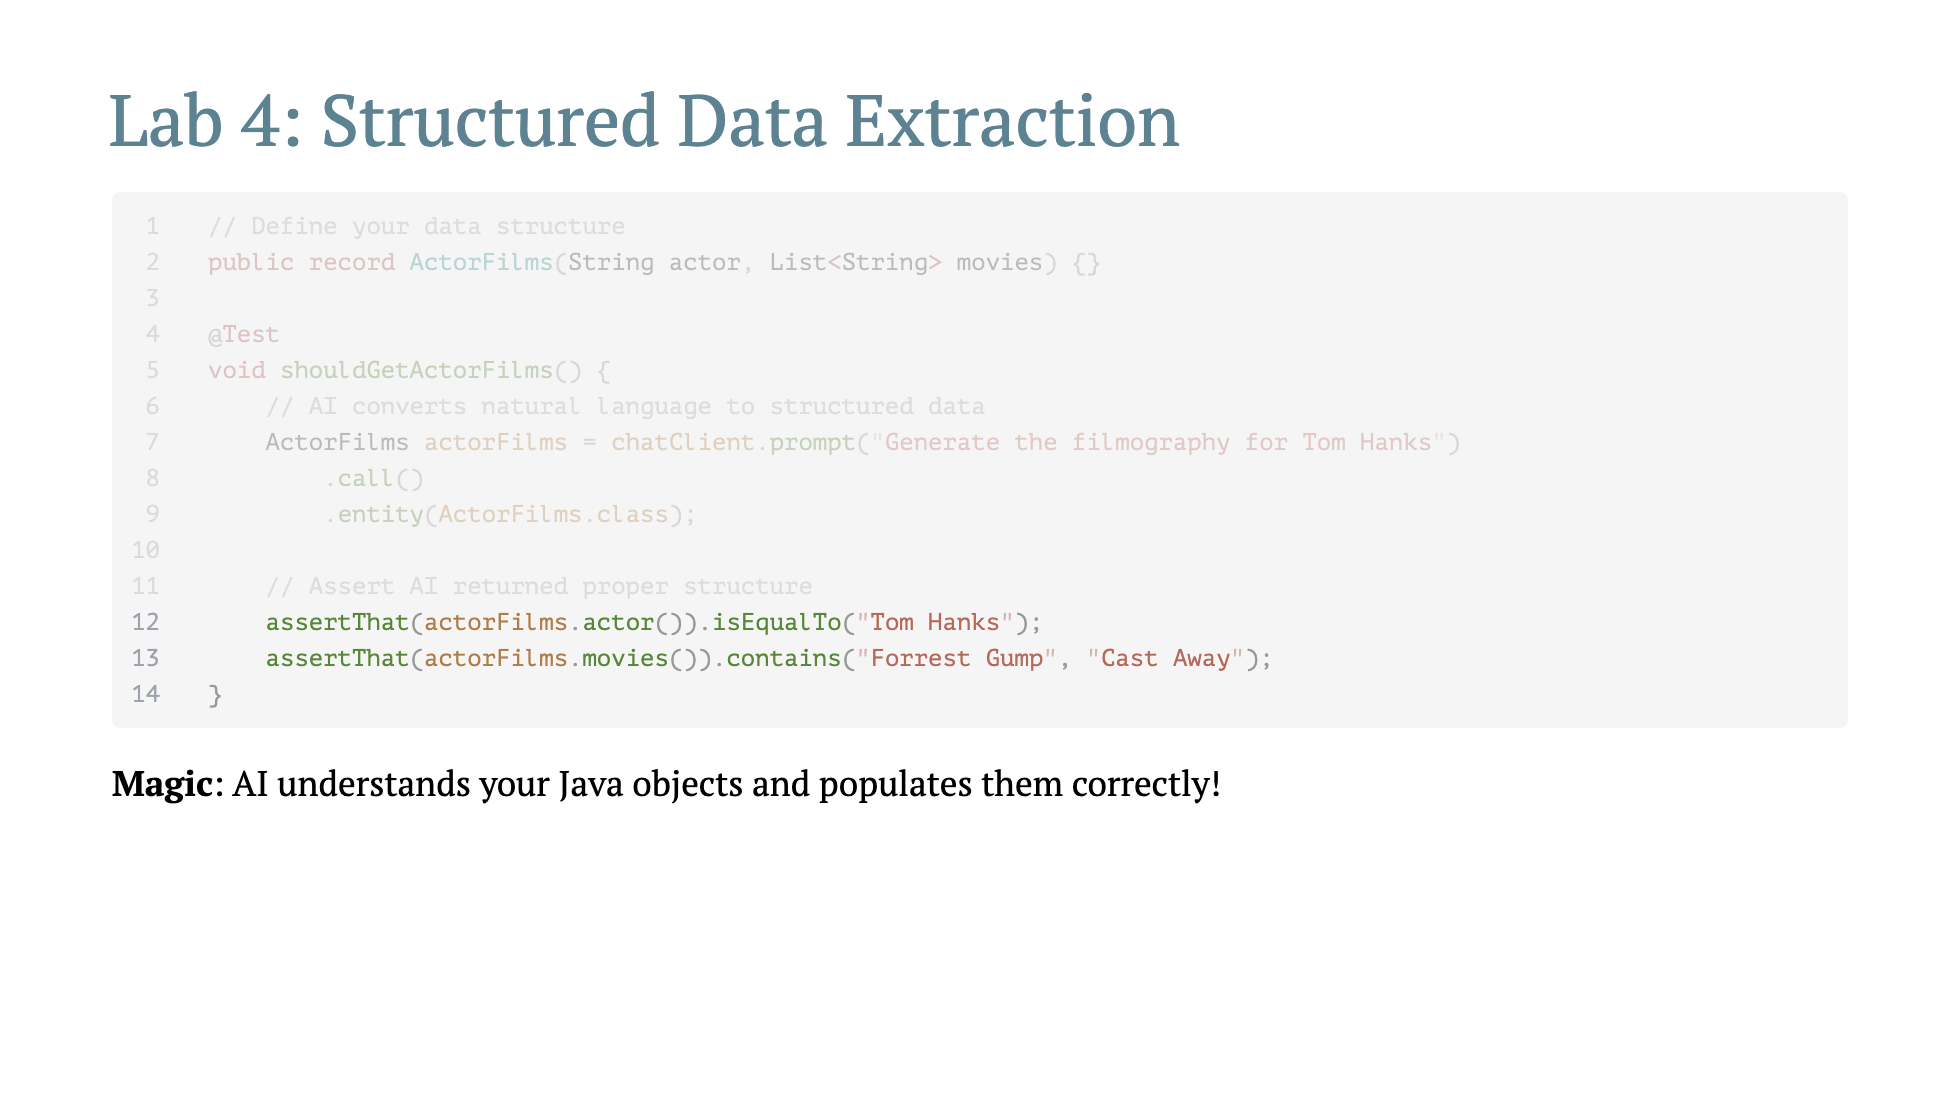 Lab 4: Structured Data Extraction
1 // Define your data structure
2 public record ActorFilms(String actor, List<String> movies) {}
3
4 @Test
5 void shouldGetActorFilms() {
6     // AI converts natural language to structured data
7     ActorFilms actorFilms = chatClient.prompt("Generate the filmography for Tom Hanks")
8         .call()
9         .entity(ActorFilms.class);
10
11     // Assert AI returned proper structure
12     assertThat(actorFilms.actor()).isEqualTo("Tom Hanks");
13     assertThat(actorFilms.movies()).contains("Forrest Gump", "Cast Away");
14 }
Magic: AI understands your Java objects and populates them correctly!